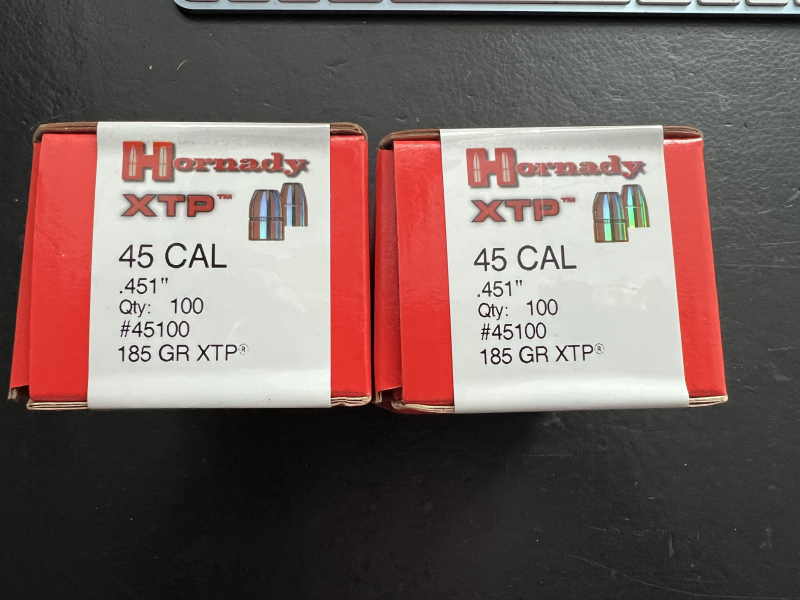 Hornady
XTP™
45 CAL
.451"
Qty: 100
#45100
185 GR XTP®
Hornady
XTP™
45 CAL
.451"
Qty: 100
#45100
185 GR XTP®